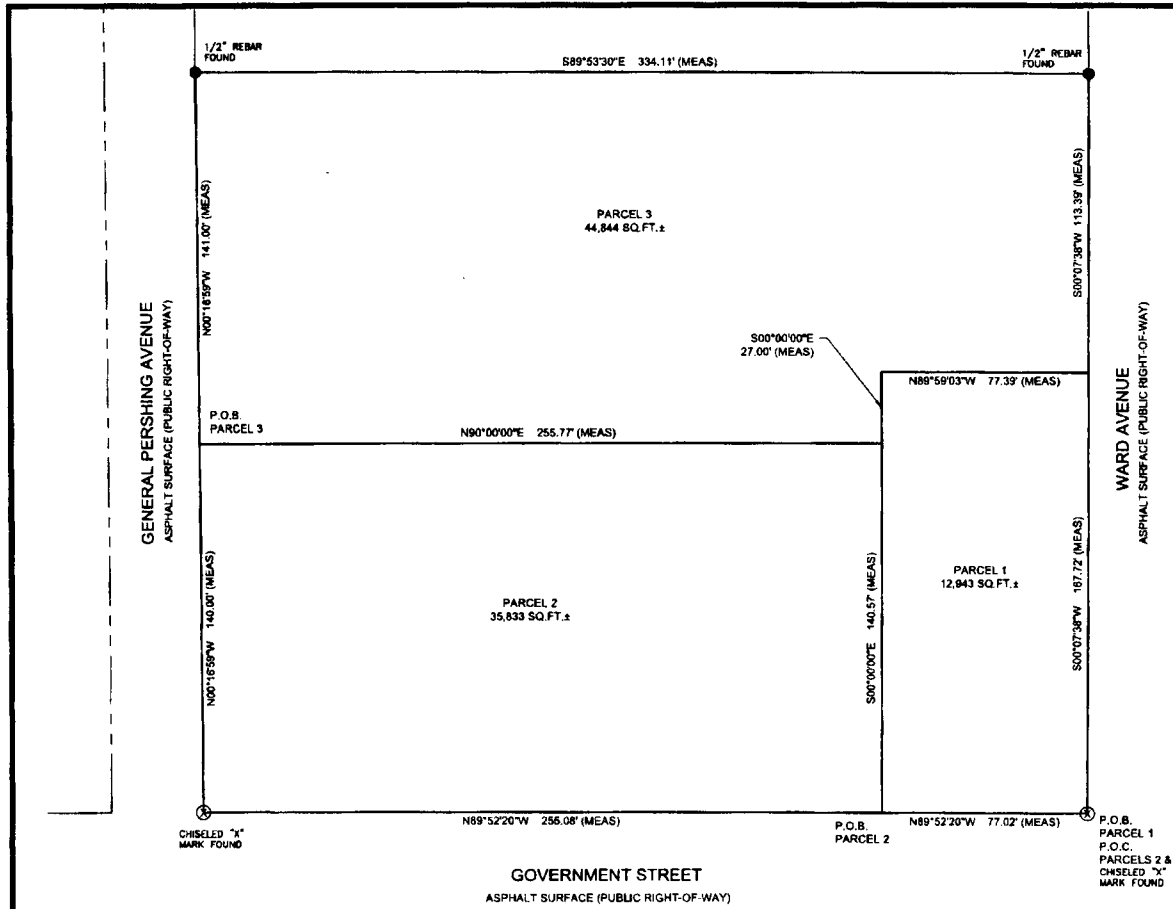 1/2" REBAR
FOUND
S89°53'30"E 334.11' (MEAS)
1/2" REBAR
FOUND
N00°16'59"W 141.00' (MEAS)
PARCEL 3
44,844 SQ.FT.±
S00°07'38"W 113.39' (MEAS)
GENERAL PERSHING AVENUE
ASPHALT SURFACE (PUBLIC RIGHT-OF-WAY)
S00°00'00"E
27.00' (MEAS)
N89°59'03"W 77.39' (MEAS)
WARD AVENUE
ASPHALT SURFACE (PUBLIC RIGHT-OF-WAY)
P.O.B.
PARCEL 3
N90°00'00"E 255.77' (MEAS)
N00°16'59"W 140.00' (MEAS)
PARCEL 2
35,833 SQ.FT.±
S00°00'00"E 140.57' (MEAS)
PARCEL 1
12,943 SQ.FT.±
S00°07'38"W 167.72' (MEAS)
CHISELED "X"
MARK FOUND
N89°52'20"W 256.08' (MEAS)
P.O.B.
PARCEL 2
N89°52'20"W 77.02' (MEAS)
P.O.B.
PARCEL 1
P.O.C.
PARCELS 2 &
CHISELED "X"
MARK FOUND
GOVERNMENT STREET
ASPHALT SURFACE (PUBLIC RIGHT-OF-WAY)